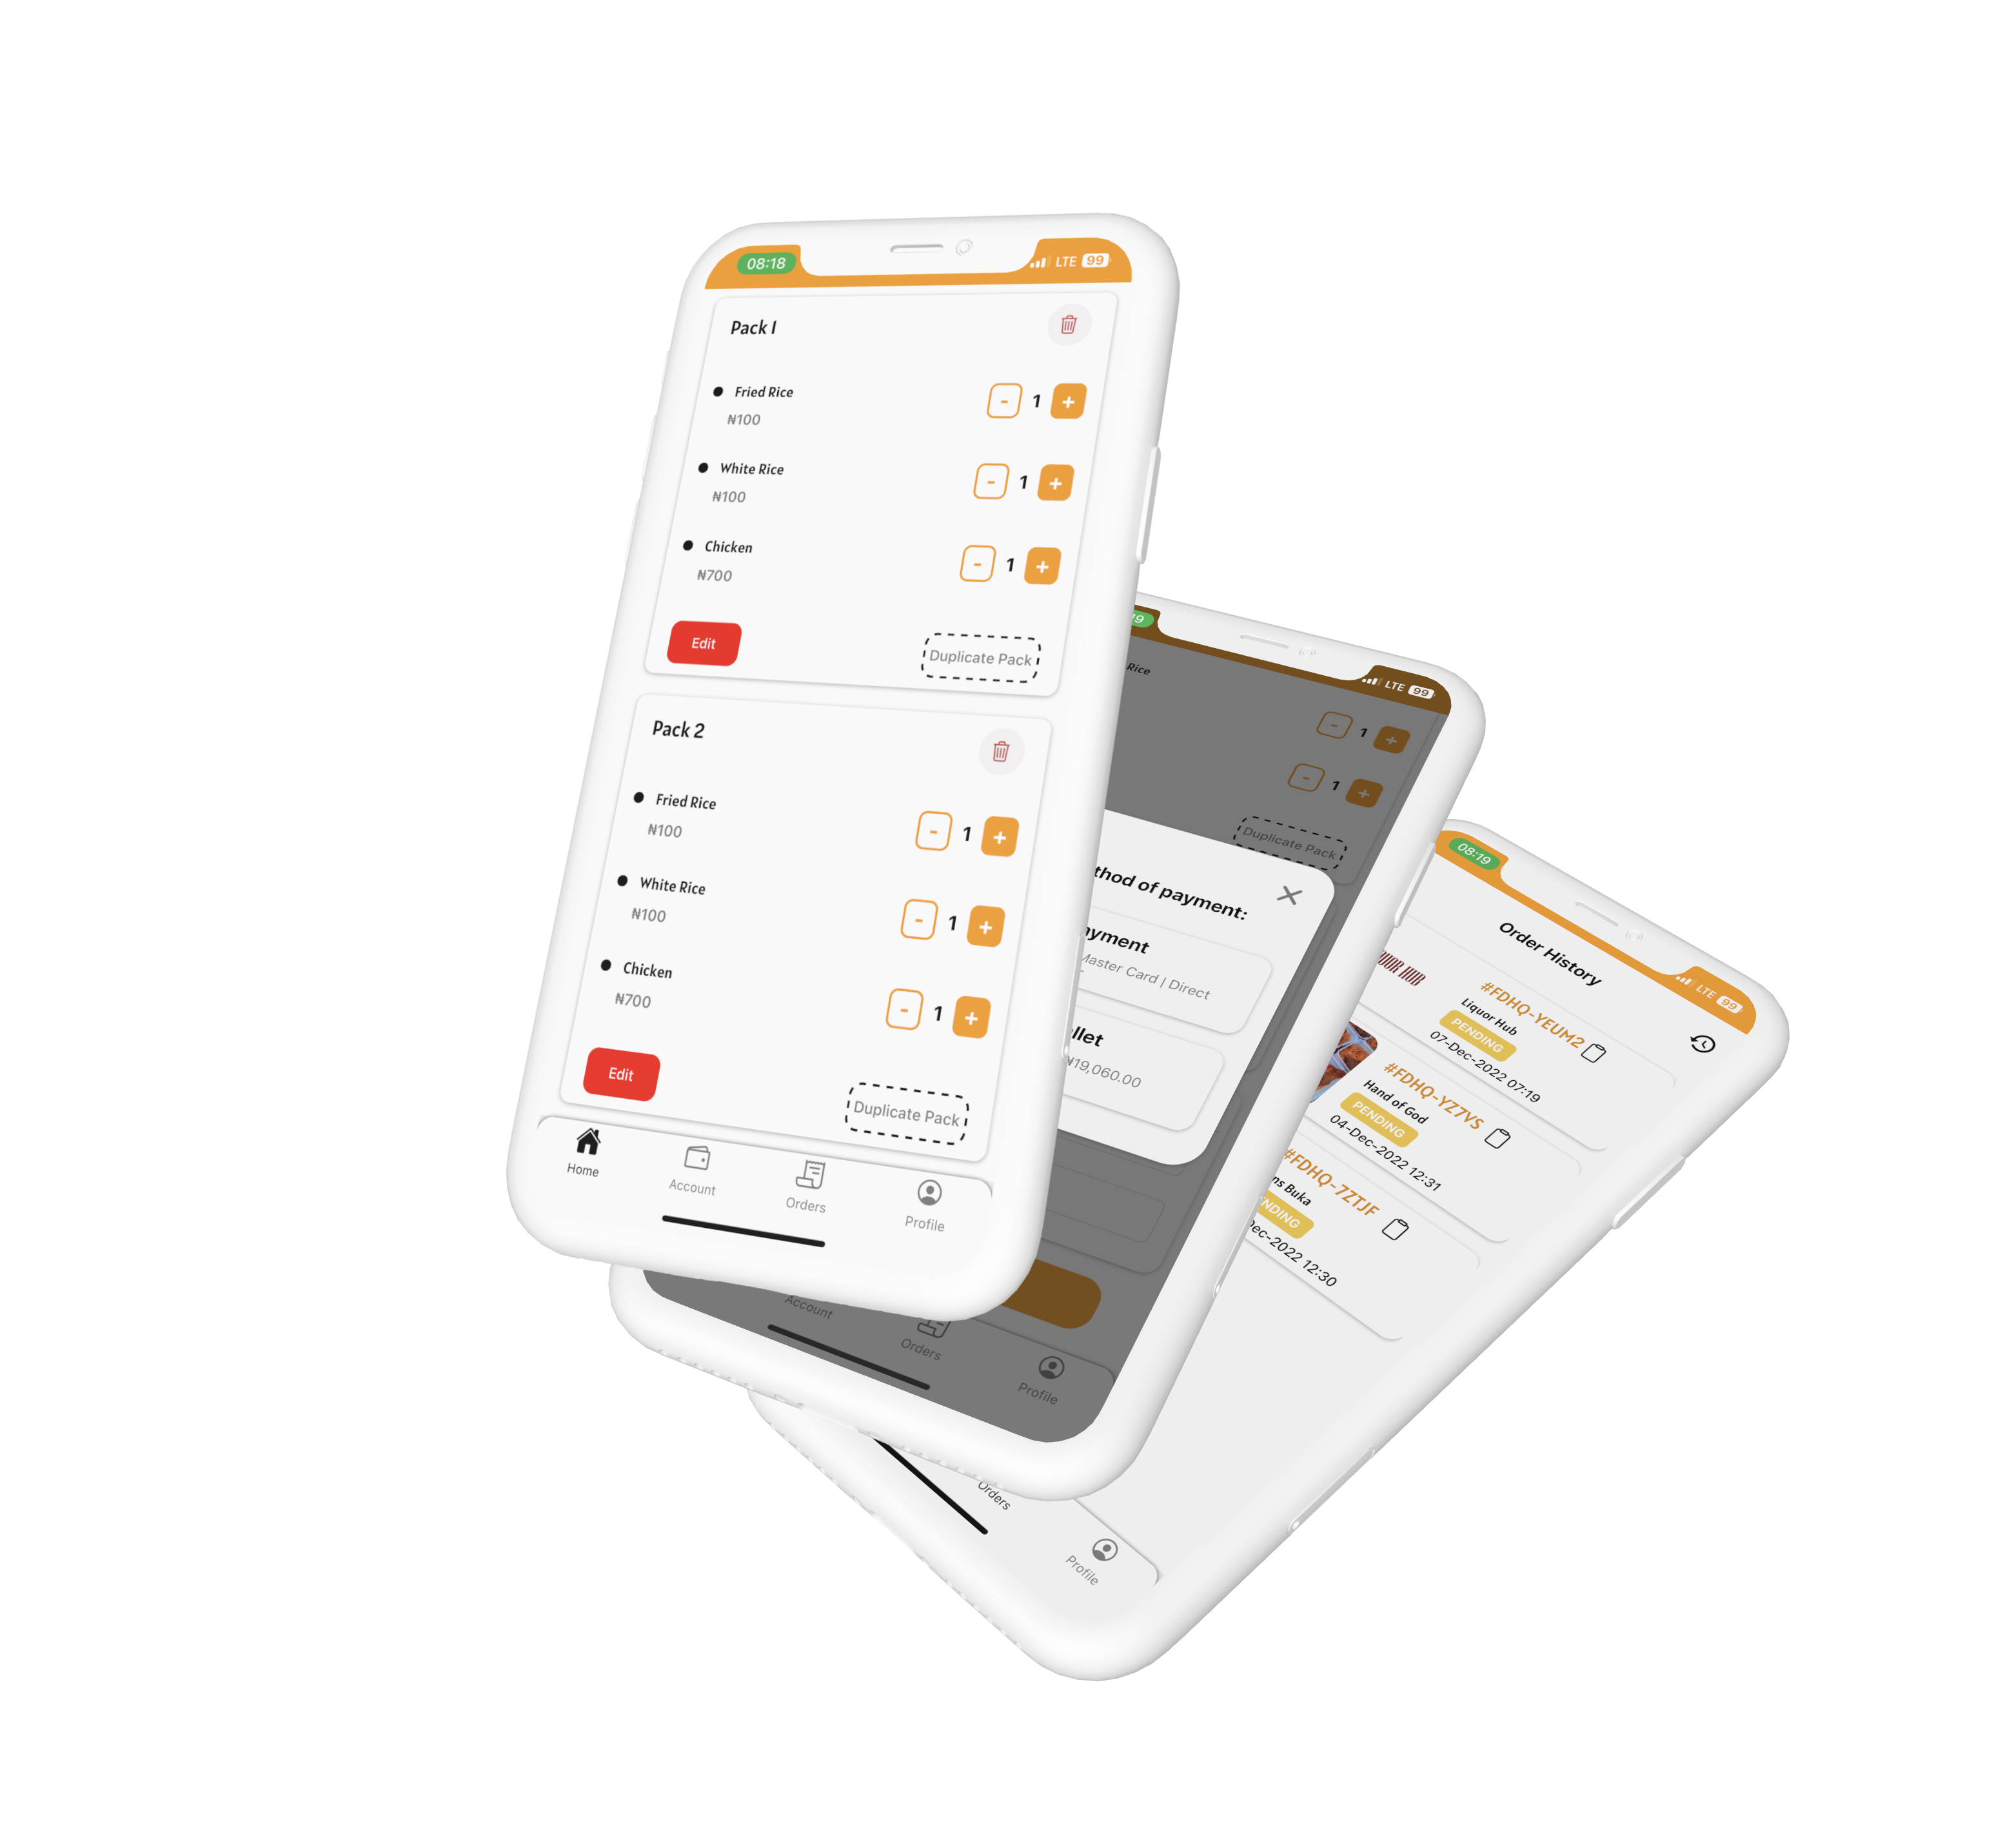 08:18
LTE 99
Pack 1
Fried Rice
₦100
- 1 +
White Rice
₦100
- 1 +
Chicken
₦700
- 1 +
Edit
Duplicate Pack
Pack 2
Fried Rice
₦100
- 1 +
White Rice
₦100
- 1 +
Chicken
₦700
- 1 +
Edit
Duplicate Pack
Home
Account
Orders
Profile
19
LTE 99
Rice
- 1 +
- 1 +
Duplicate Pack
thod of payment:
ayment
Master Card | Direct
llet
₦19,060.00
Account
Orders
Profile
08:19
LTE 99
Order History
#FDHQ-YEUM2
Liquor Hub
PENDING
07-Dec-2022 07:19
#FDHQ-YZ7VS
Hand of God
PENDING
04-Dec-2022 12:31
#FDHQ-7ZTJF
ns Buka
NDING
Dec-2022 12:30
Orders
Profile